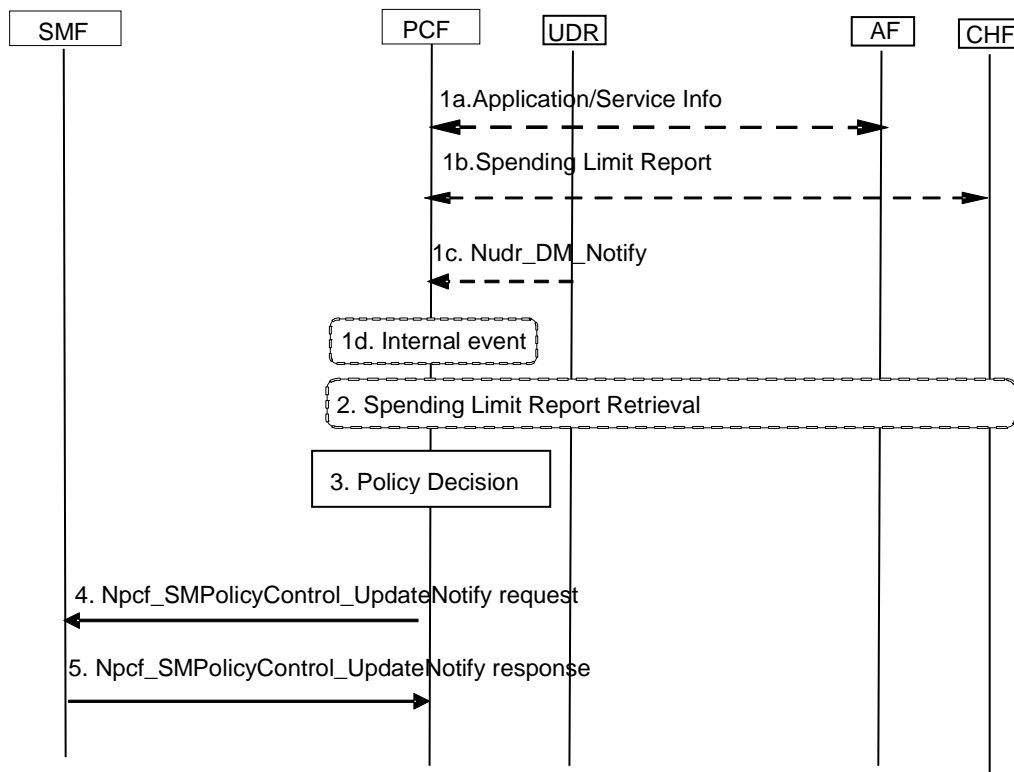 SMF
PCF
UDR
AF
CHF
1a.Application/Service Info
1b.Spending Limit Report
1c. Nudr_DM_Notify
1d. Internal event
2. Spending Limit Report Retrieval
3. Policy Decision
4. Npcf_SMPolicyControl_UpdateNotify request
5. Npcf_SMPolicyControl_UpdateNotify response